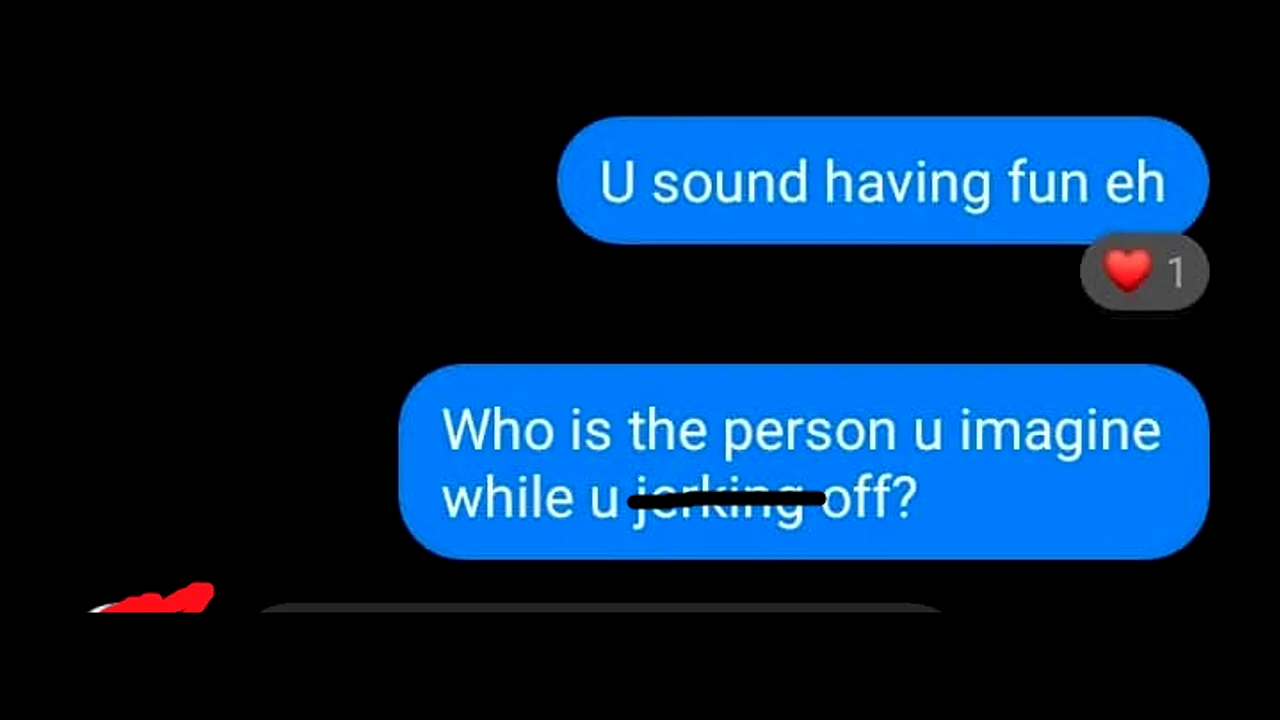 U sound having fun eh
❤️ 1
Who is the person u imagine
while u jerking off?